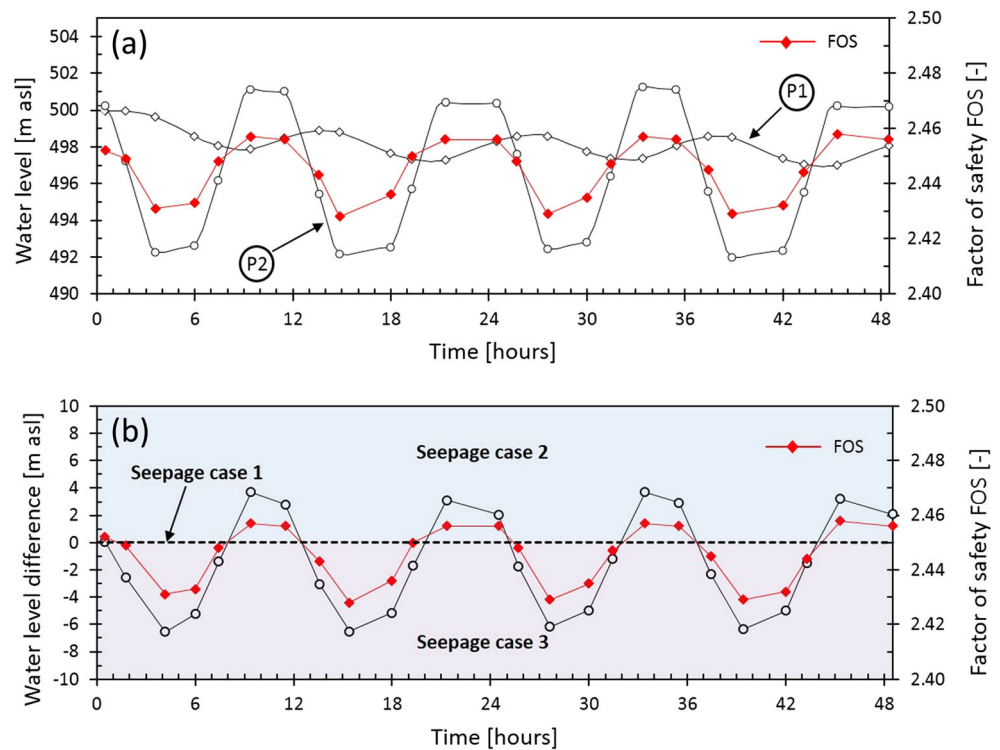 (a)
Water level [m asl]
504
502
500
498
496
494
492
490
FOS
P1
P2
2.50
2.48
2.46
2.44
2.42
2.40
Factor of safety FOS [-]
0 6 12 18 24 30 36 42 48
Time [hours]
(b)
Water level difference [m asl]
10
8
6
4
2
0
-2
-4
-6
-8
-10
Seepage case 1
Seepage case 2
Seepage case 3
FOS
2.50
2.48
2.46
2.44
2.42
2.40
Factor of safety FOS [-]
0 6 12 18 24 30 36 42 48
Time [hours]